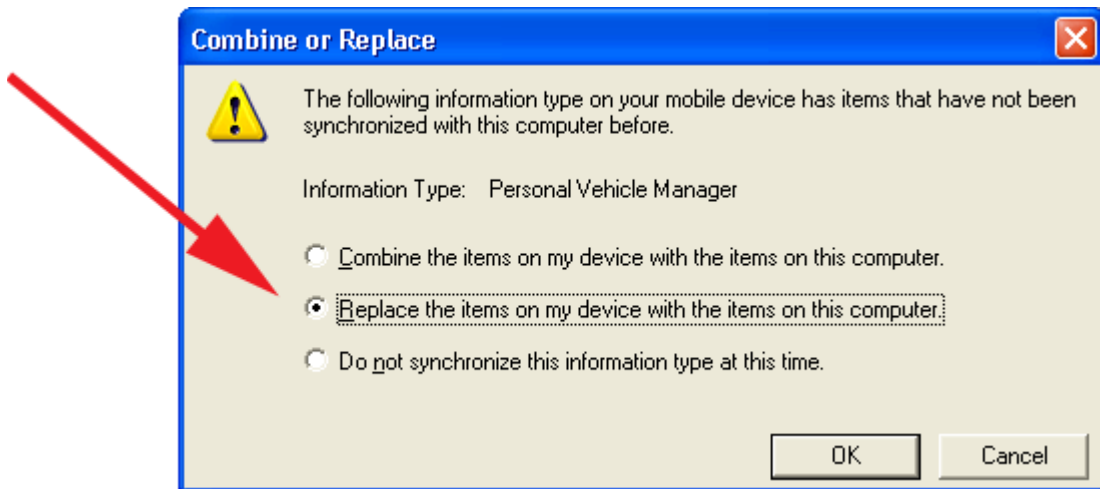 Combine or Replace
The following information type on your mobile device has items that have not been
synchronized with this computer before.
Information Type: Personal Vehicle Manager
Combine the items on my device with the items on this computer.
Replace the items on my device with the items on this computer.
Do not synchronize this information type at this time.
OK Cancel